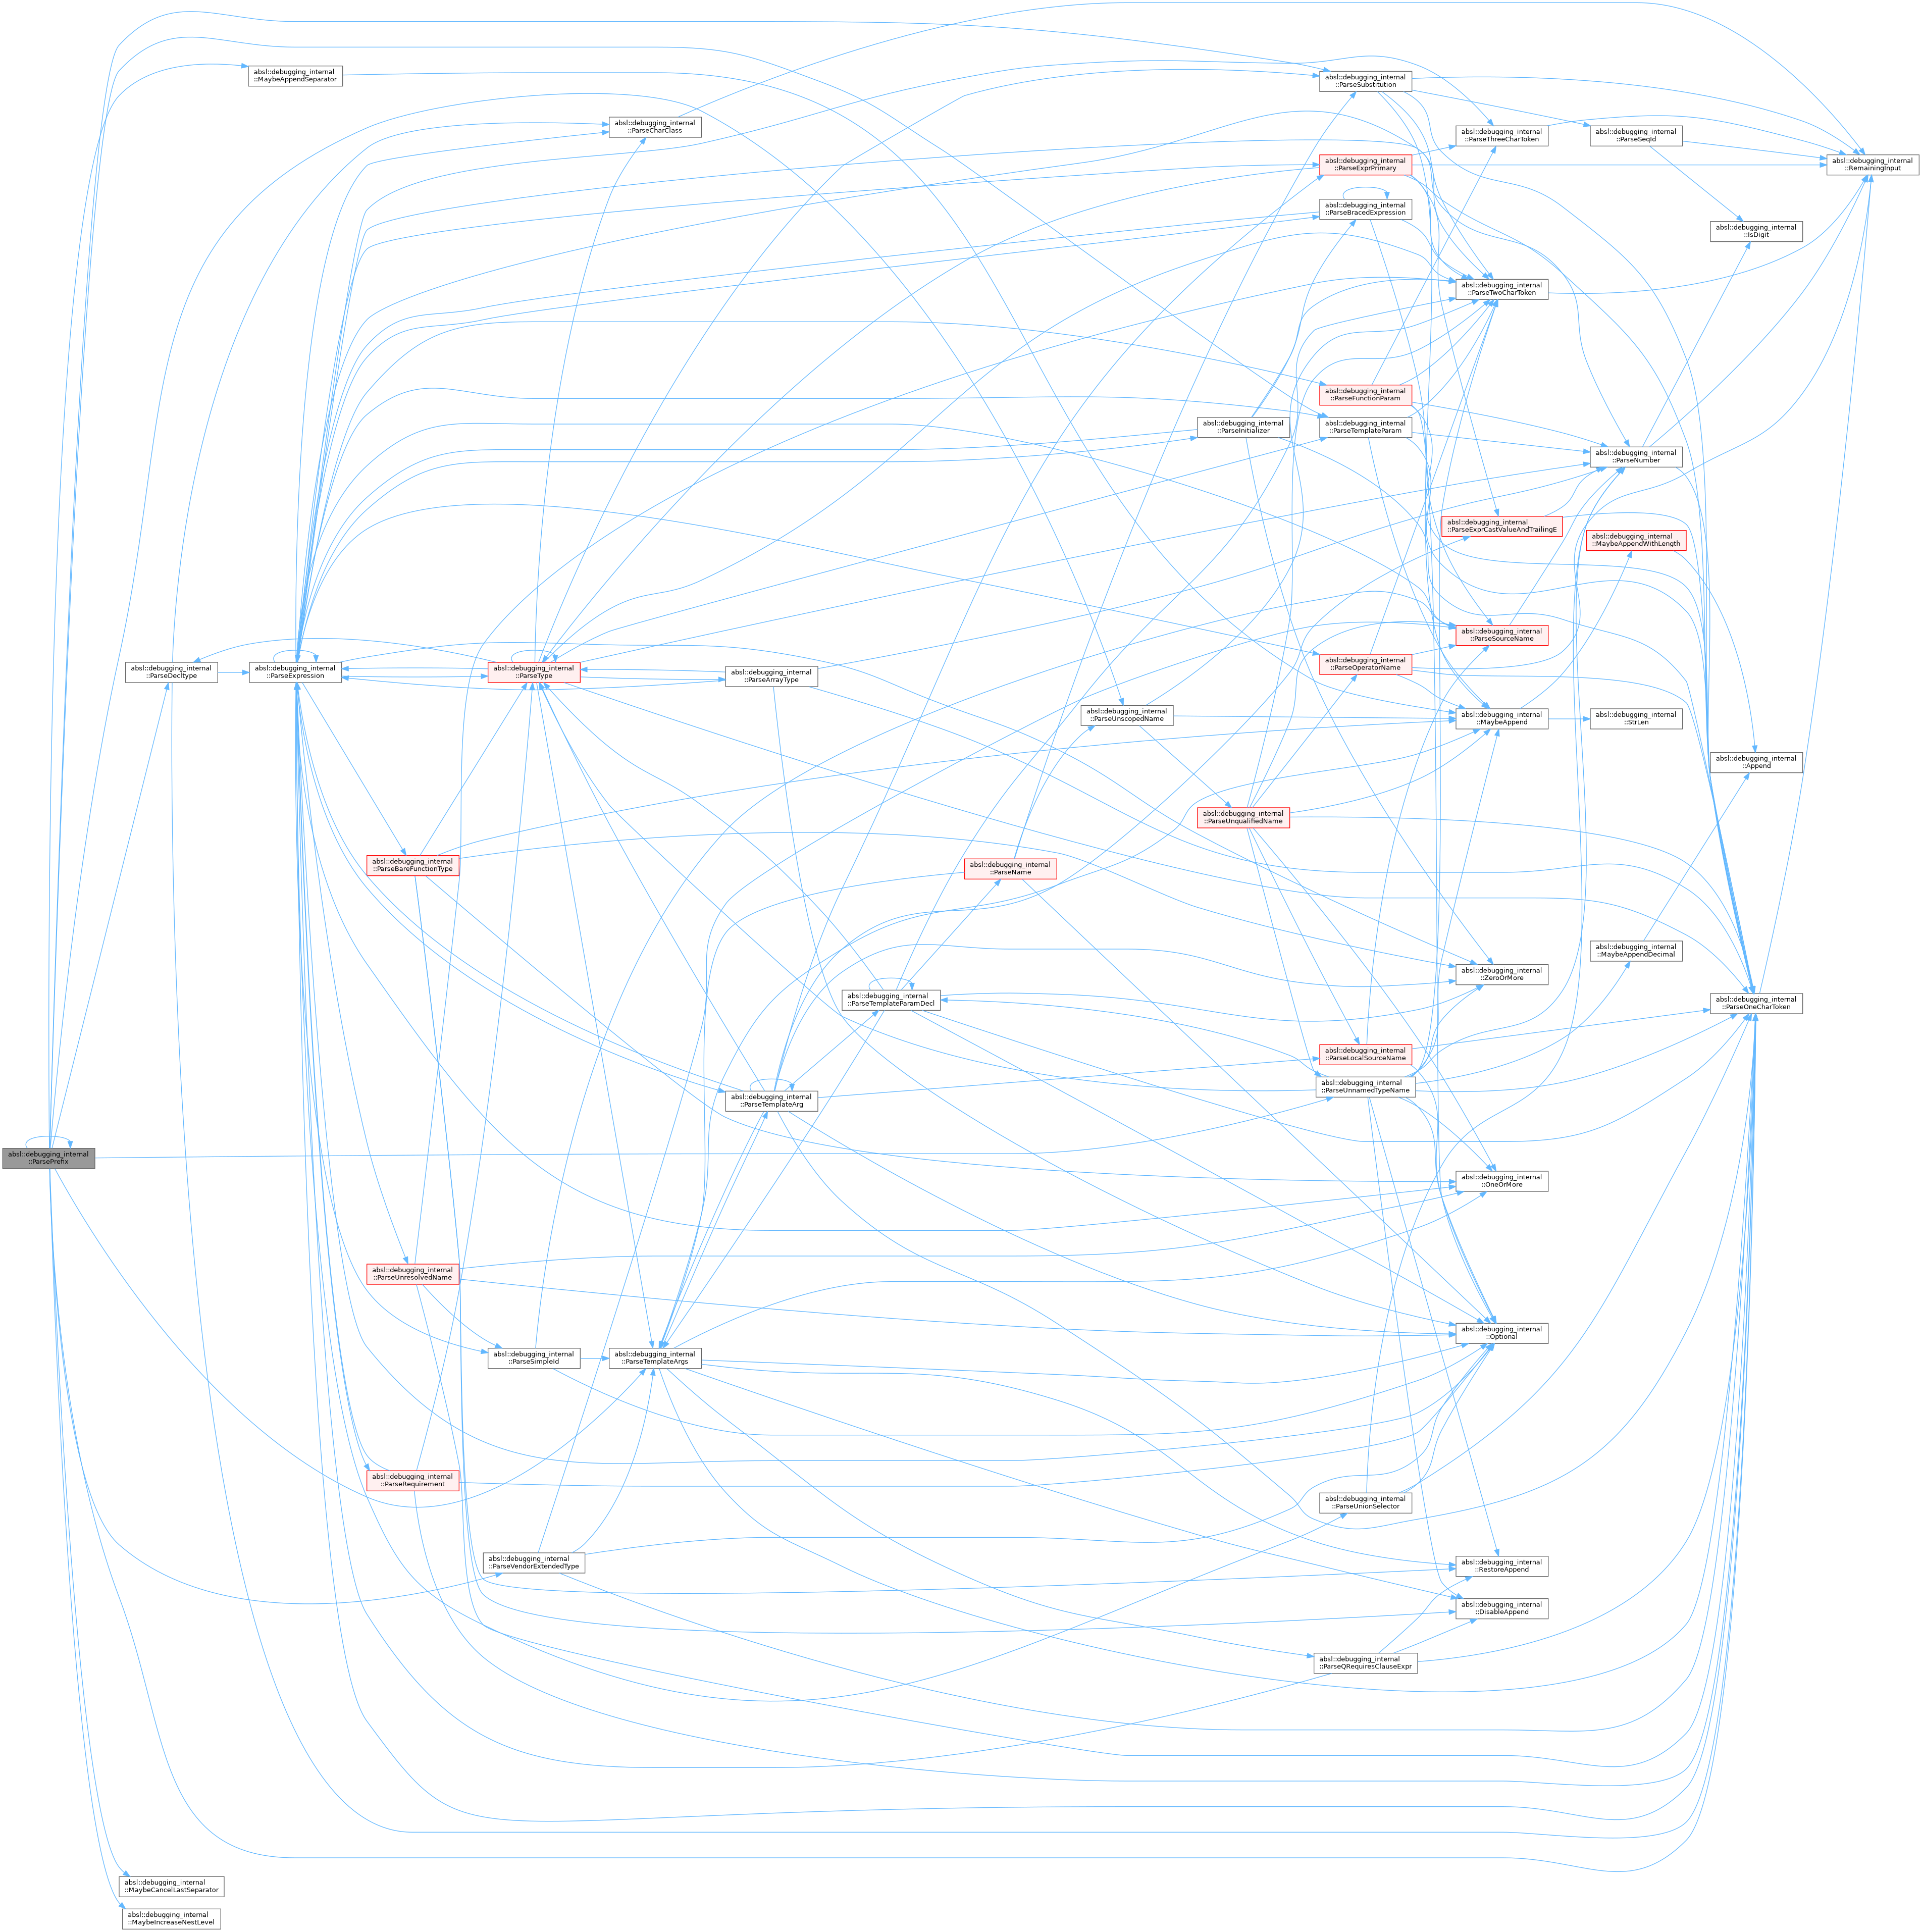 absl::debugging_internal
::MaybeAppendSeparator
absl::debugging_internal
::ParseSubstitution
absl::debugging_internal
::ParseCharClass
absl::debugging_internal
::ParseThreeCharToken
absl::debugging_internal
::ParseSeqId
absl::debugging_internal
::RemainingInput
absl::debugging_internal
::ParseExprPrimary
absl::debugging_internal
::ParseBracedExpression
absl::debugging_internal
::IsDigit
absl::debugging_internal
::ParseTwoCharToken
absl::debugging_internal
::ParseFunctionParam
absl::debugging_internal
::ParseInitializer
absl::debugging_internal
::ParseTemplateParam
absl::debugging_internal
::ParseNumber
absl::debugging_internal
::ParseExprCastValueAndTrailingE
absl::debugging_internal
::MaybeAppendWithLength
absl::debugging_internal
::ParseSourceName
absl::debugging_internal
::ParseDecltype
absl::debugging_internal
::ParseExpression
absl::debugging_internal
::ParseType
absl::debugging_internal
::ParseArrayType
absl::debugging_internal
::ParseOperatorName
absl::debugging_internal
::ParseUnscopedName
absl::debugging_internal
::MaybeAppend
absl::debugging_internal
::StrLen
absl::debugging_internal
::Append
absl::debugging_internal
::ParseUnqualifiedName
absl::debugging_internal
::ParseBareFunctionType
absl::debugging_internal
::ParseName
absl::debugging_internal
::MaybeAppendDecimal
absl::debugging_internal
::ZeroOrMore
absl::debugging_internal
::ParseTemplateParamDecl
absl::debugging_internal
::ParseOneCharToken
absl::debugging_internal
::ParseLocalSourceName
absl::debugging_internal
::ParseUnnamedTypeName
absl::debugging_internal
::ParseTemplateArg
absl::debugging_internal
::ParsePrefix
absl::debugging_internal
::OneOrMore
absl::debugging_internal
::ParseUnresolvedName
absl::debugging_internal
::Optional
absl::debugging_internal
::ParseSimpleId
absl::debugging_internal
::ParseTemplateArgs
absl::debugging_internal
::ParseRequirement
absl::debugging_internal
::ParseUnionSelector
absl::debugging_internal
::ParseVendorExtendedType
absl::debugging_internal
::RestoreAppend
absl::debugging_internal
::DisableAppend
absl::debugging_internal
::ParseQRequiresClauseExpr
absl::debugging_internal
::MaybeCancelLastSeparator
absl::debugging_internal
::MaybeIncreaseNestLevel